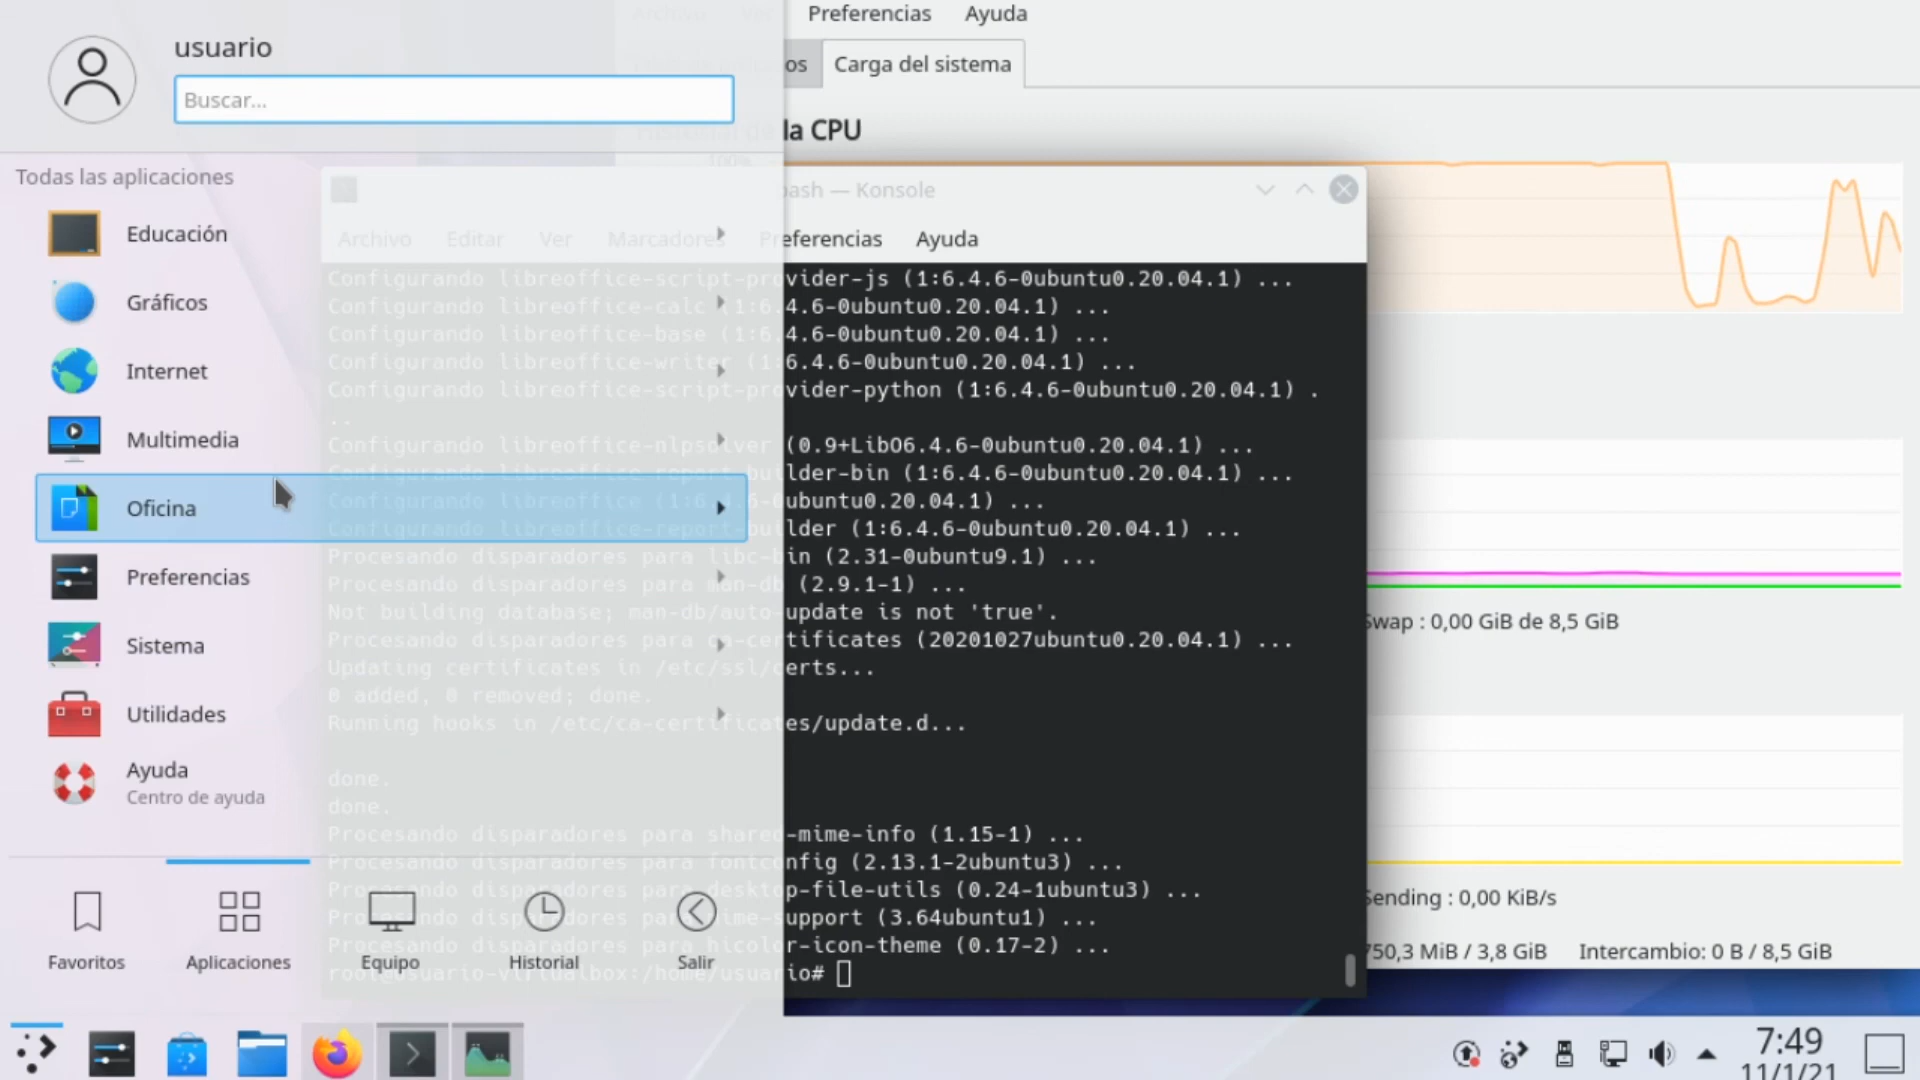 usuario
Buscar...
Todas las aplicaciones
Educación
Gráficos
Internet
Multimedia
Oficina
Preferencias
Sistema
Utilidades
Ayuda
Centro de ayuda
Favoritos
Aplicaciones
Equipo
Historial
Salir
Archivo Ver Preferencias Ayuda
os Carga del sistema
Historial de la CPU
100%
bash — Konsole
Archivo Editar Ver Marcadores Preferencias Ayuda
Configurando libreoffice-script-provider-js (1:6.4.6-0ubuntu0.20.04.1) ...
Configurando libreoffice-calc (1:6.4.6-0ubuntu0.20.04.1) ...
Configurando libreoffice-base (1:6.4.6-0ubuntu0.20.04.1) ...
Configurando libreoffice-writer (1:6.4.6-0ubuntu0.20.04.1) ...
Configurando libreoffice-script-provider-python (1:6.4.6-0ubuntu0.20.04.1) .
..
Configurando libreoffice-nlpsolver (0.9+LibO6.4.6-0ubuntu0.20.04.1) ...
Configurando libreoffice-report-builder-bin (1:6.4.6-0ubuntu0.20.04.1) ...
Configurando libreoffice (1:6.4.6-0ubuntu0.20.04.1) ...
Configurando libreoffice-report-builder (1:6.4.6-0ubuntu0.20.04.1) ...
Procesando disparadores para libc-bin (2.31-0ubuntu9.1) ...
Procesando disparadores para man-db (2.9.1-1) ...
Not building database; man-db/auto-update is not 'true'.
Procesando disparadores para ca-certificates (20201027ubuntu0.20.04.1) ...
Updating certificates in /etc/ssl/certs...
0 added, 0 removed; done.
Running hooks in /etc/ca-certificates/update.d...
done.
done.
Procesando disparadores para shared-mime-info (1.15-1) ...
Procesando disparadores para fontconfig (2.13.1-2ubuntu3) ...
Procesando disparadores para desktop-file-utils (0.24-1ubuntu3) ...
Procesando disparadores para mime-support (3.64ubuntu1) ...
Procesando disparadores para hicolor-icon-theme (0.17-2) ...
root@usuario-virtualbox:/home/usuario#
Swap : 0,00 GiB de 8,5 GiB
Sending : 0,00 KiB/s
750,3 MiB / 3,8 GiB Intercambio: 0 B / 8,5 GiB
7:49
11/1/21